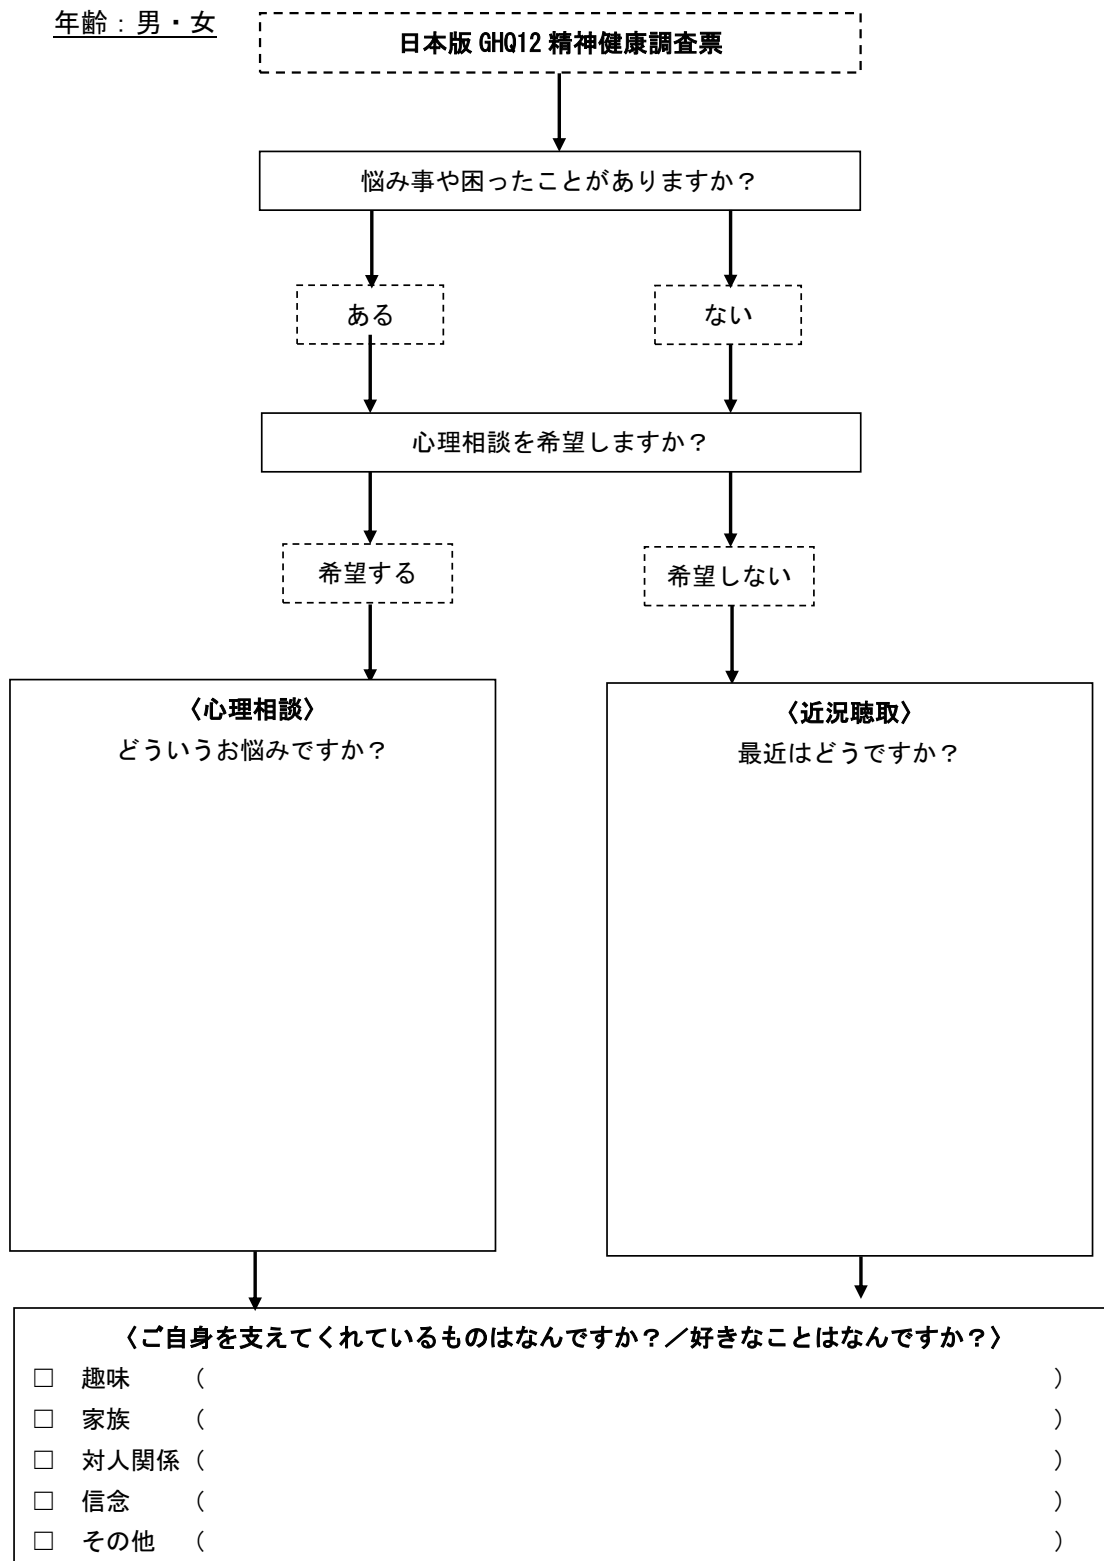 年齢：男・女
日本版 GHQ12 精神健康調査票
悩み事や困ったことがありますか？
ある
ない
心理相談を希望しますか？
希望する
希望しない
〈心理相談〉
どういうお悩みですか？
〈近況聴取〉
最近はどうですか？
〈ご自身を支えてくれているものはなんですか？／好きなことはなんですか？〉
□ 趣味 （ ）
□ 家族 （ ）
□ 対人関係（ ）
□ 信念 （ ）
□ その他 （ ）